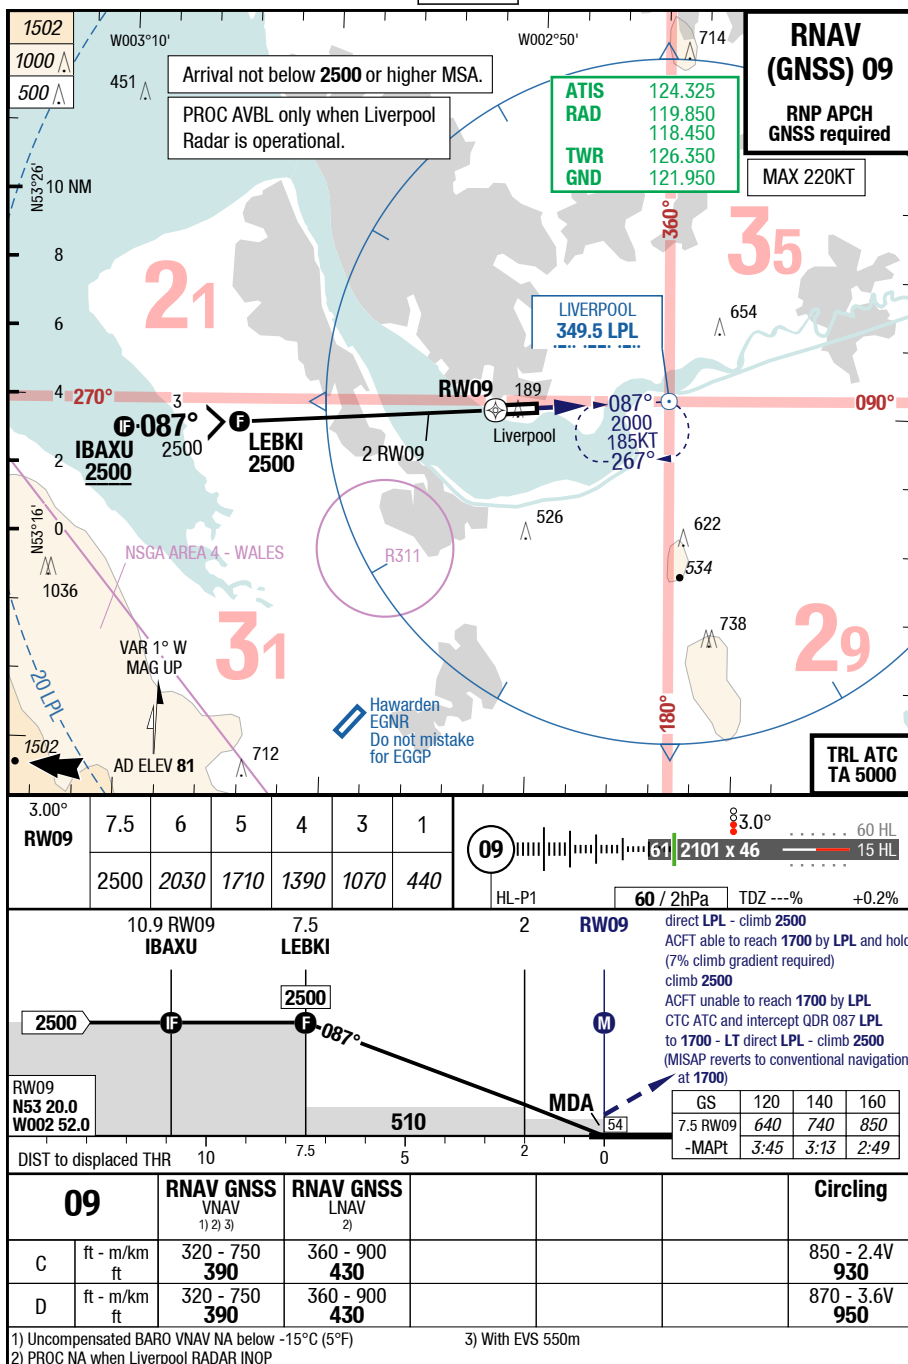 1502
1000
500
W003°10'
W002°50'
714
451
Arrival not below 2500 or higher MSA.
PROC AVBL only when Liverpool
Radar is operational.
ATIS 124.325
RAD 119.850
118.450
TWR 126.350
GND 121.950
RNAV
(GNSS) 09
RNP APCH
GNSS required
MAX 220KT
N53°26'
10 NM
8
6
4
2
0
21
35
360°
654
LIVERPOOL
349.5 LPL
270°
3
RW09
189
090°
IF
087°
F
IBAXU
2500
2500
LEBKI
2500
2 RW09
Liverpool
087°
2000
185KT
267°
N53°16'
526
622
534
NSGA AREA 4 - WALES
R311
1036
738
31
29
VAR 1° W
MAG UP
20 LPL
180°
Hawarden
EGNR
Do not mistake
for EGGP
1502
AD ELEV 81
712
TRL ATC
TA 5000
3.00°
RW09
7.5 6 5 4 3 1
2500 2030 1710 1390 1070 440
09
61 2101 x 46
3.0°
60 HL
15 HL
HL-P1
60 / 2hPa
TDZ ---%
+0.2%
10.9 RW09
IBAXU
7.5
LEBKI
2
RW09
direct LPL - climb 2500
ACFT able to reach 1700 by LPL and hold
(7% climb gradient required)
climb 2500
ACFT unable to reach 1700 by LPL
CTC ATC and intercept QDR 087 LPL
to 1700 - LT direct LPL - climb 2500
(MISAP reverts to conventional navigation
at 1700)
2500
IF
2500
F
087°
M
RW09
N53 20.0
W002 52.0
510
MDA
54
GS 120 140 160
7.5 RW09 640 740 850
-MAPt 3:45 3:13 2:49
DIST to displaced THR 10 7.5 5 2 0
09
RNAV GNSS
VNAV
1) 2) 3)
RNAV GNSS
LNAV
2)
Circling
C ft - m/km 320 - 750 360 - 900 850 - 2.4V
ft 390 430 930
D ft - m/km 320 - 750 360 - 900 870 - 3.6V
ft 390 430 950
1) Uncompensated BARO VNAV NA below -15°C (5°F) 3) With EVS 550m
2) PROC NA when Liverpool RADAR INOP